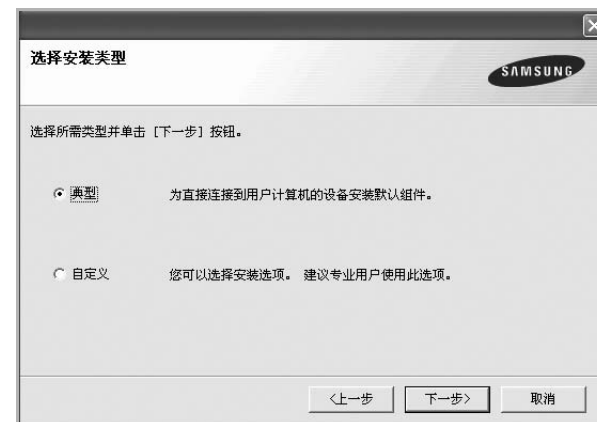 选择安装类型
SAMSUNG
选择所需类型并单击 [下一步] 按钮。
典型 为直接连接到用户计算机的设备安装默认组件。
自定义 您可以选择安装选项。 建议专业用户使用此选项。
<上一步 下一步> 取消